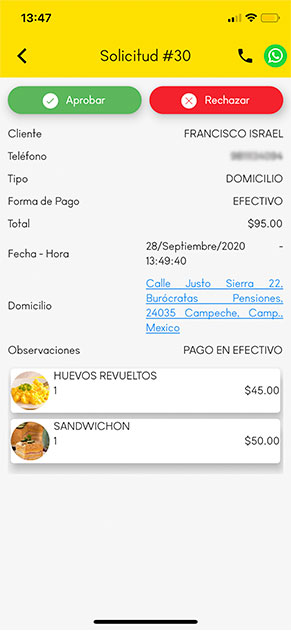 13:47
Solicitud #30
Aprobar
Rechazar
Cliente FRANCISCO ISRAEL
Teléfono
Tipo DOMICILIO
Forma de Pago EFECTIVO
Total $95.00
Fecha - Hora 28/Septiembre/2020 -
13:49:40
Domicilio Calle Justo Sierra 22,
Burócratas Pensiones,
24035 Campeche, Camp.,
Mexico
Observaciones PAGO EN EFECTIVO
HUEVOS REVUELTOS
1 $45.00
SANDWICHON
1 $50.00